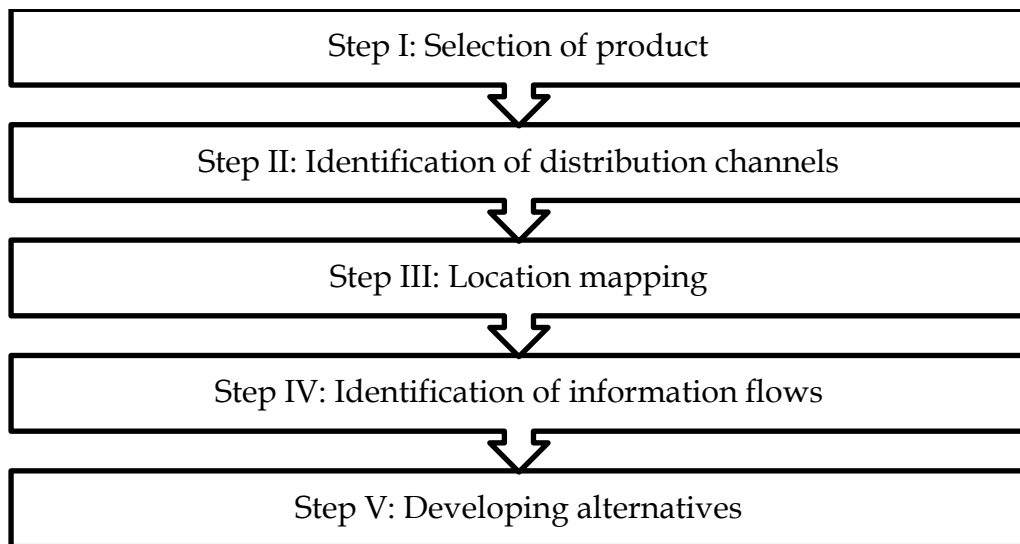 Step I: Selection of product
Step II: Identification of distribution channels
Step III: Location mapping
Step IV: Identification of information flows
Step V: Developing alternatives